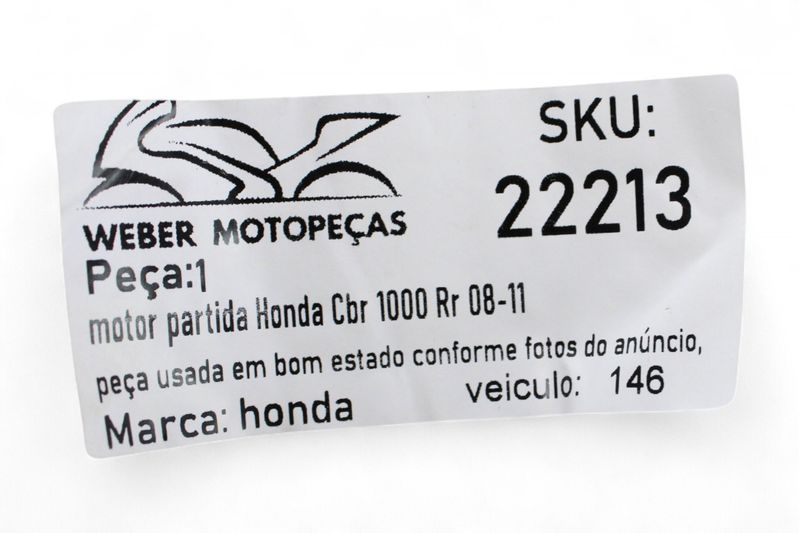 SKU:
22213
WEBER MOTOPEÇAS
Peça:1
motor partida Honda Cbr 1000 Rr 08-11
peça usada em bom estado conforme fotos do anúncio,
Marca: honda
veiculo: 146